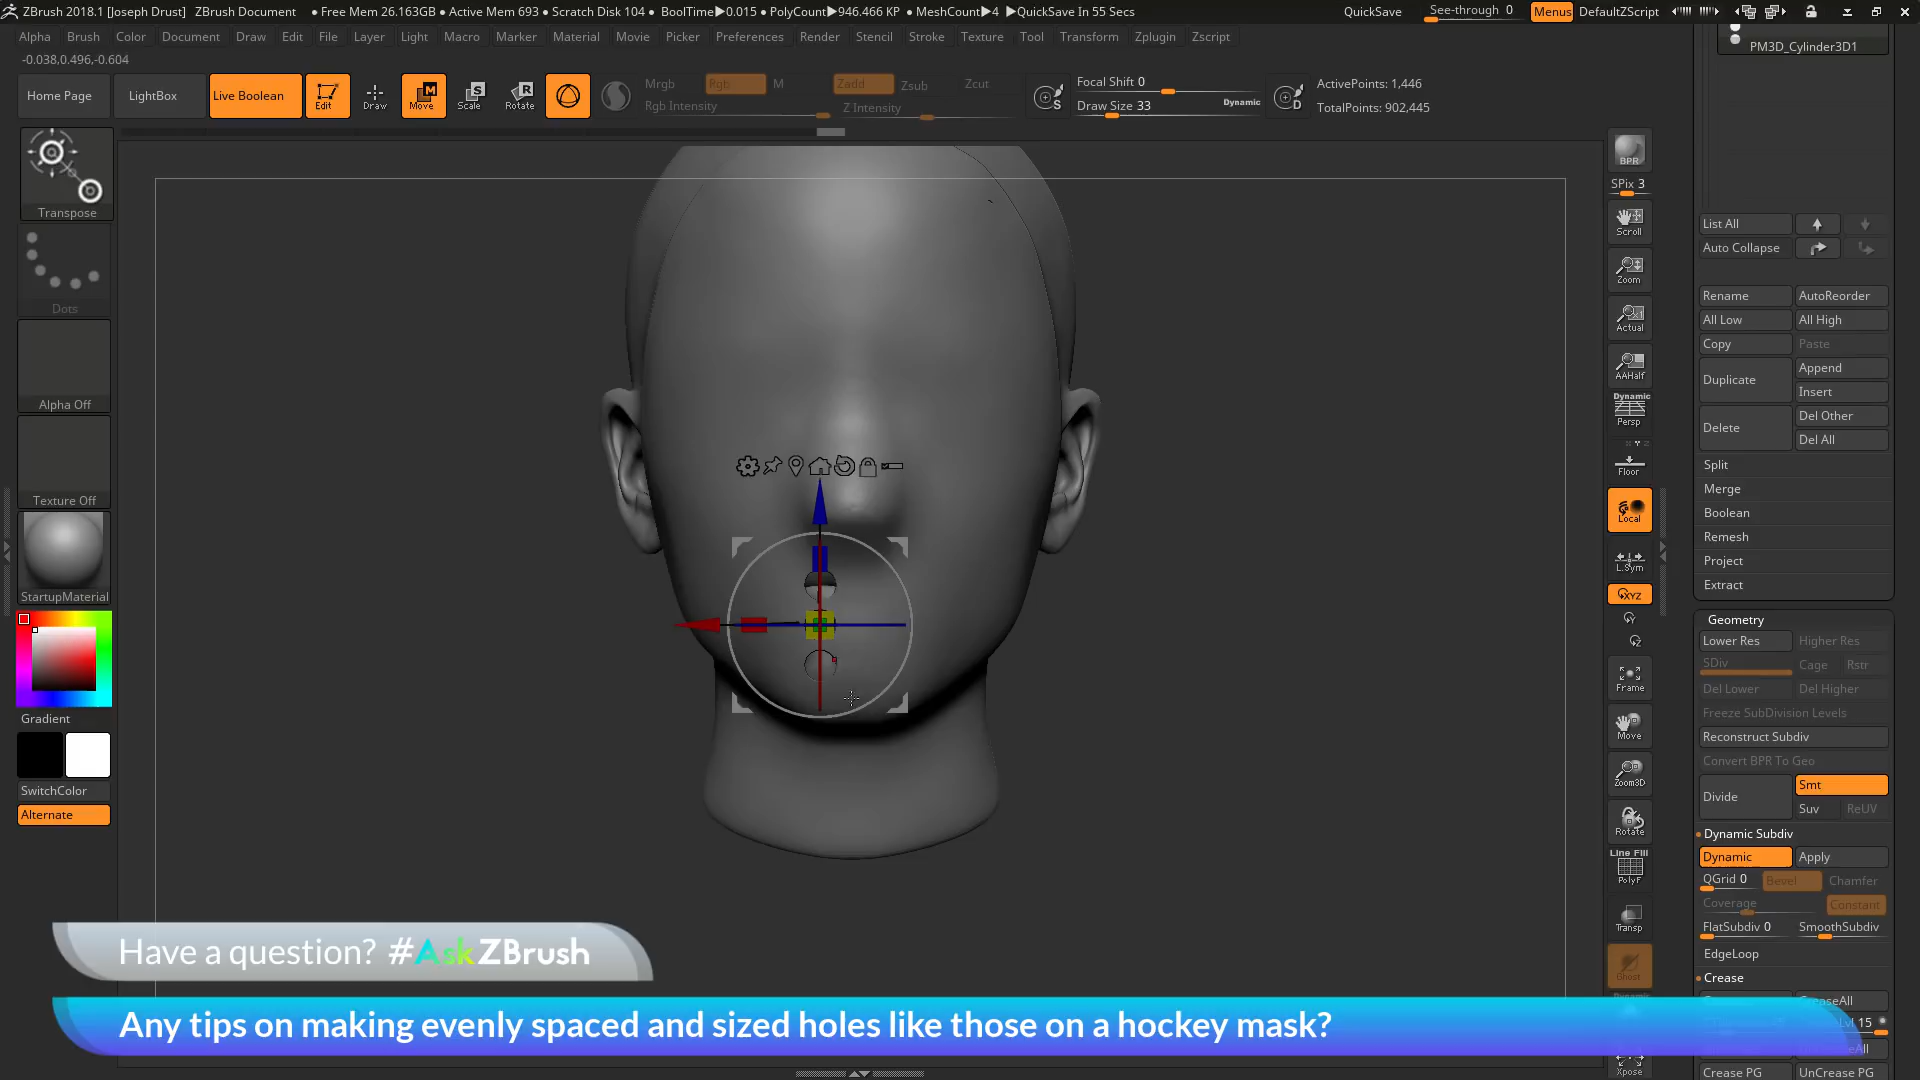 ZBrush 2018.1 [Joseph Drust] ZBrush Document • Free Mem 26.163GB • Active Mem 693 • Scratch Disk 104 • BoolTime▶0.015 • PolyCount▶946.466 KP • MeshCount▶4 ▶QuickSave In 55 Secs QuickSave See-through 0 Menus DefaultZScript
Alpha Brush Color Document Draw Edit File Layer Light Macro Marker Material Movie Picker Preferences Render Stencil Stroke Texture Tool Transform Zplugin Zscript
PM3D_Cylinder3D1
-0.038,0.496,-0.604
Home Page LightBox Live Boolean Edit Draw Move Scale Rotate
Mrgb Rgb M Zadd Zsub Zcut
Rgb Intensity Z Intensity
Focal Shift 0
Draw Size 33 Dynamic
ActivePoints: 1,446
TotalPoints: 902,445
Transpose
Dots
Alpha Off
Texture Off
StartupMaterial
Gradient
SwitchColor
Alternate
BPR
SPix 3
Scroll
Zoom
Actual
AAHalf
Dynamic
Persp
Floor
Local
L.Sym
XYZ
Frame
Move
Zoom3D
Rotate
Line Fill
PolyF
Transp
Ghost
Xpose
List All
Auto Collapse
Rename AutoReorder
All Low All High
Copy Paste
Duplicate Append
Insert
Delete Del Other
Del All
Split
Merge
Boolean
Remesh
Project
Extract
Geometry
Lower Res Higher Res
SDiv Cage Rstr
Del Lower Del Higher
Freeze SubDivision Levels
Reconstruct Subdiv
Convert BPR To Geo
Divide Smt
Suv ReUV
Dynamic Subdiv
Dynamic Apply
QGrid 0 Bevel Chamfer
Coverage Constant
FlatSubdiv 0 SmoothSubdiv
EdgeLoop
Crease
15
Crease PG UnCrease PG
Have a question? #AskZBrush
Any tips on making evenly spaced and sized holes like those on a hockey mask?